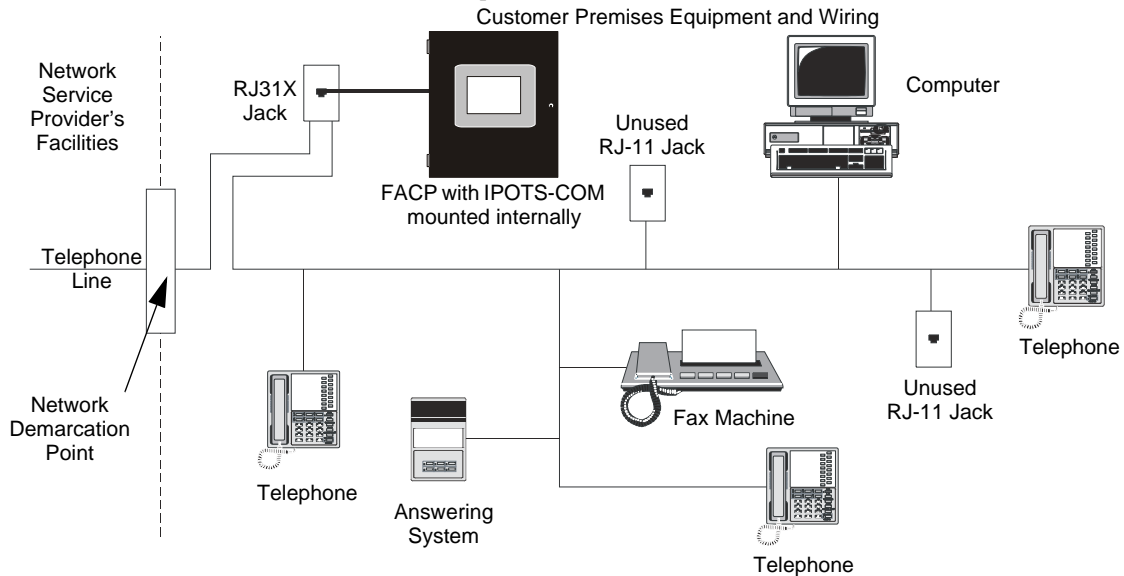 Customer Premises Equipment and Wiring
Network
Service
Provider's
Facilities
RJ31X
Jack
Computer
Unused
RJ-11 Jack
FACP with IPOTS-COM
mounted internally
Telephone
Line
Telephone
Unused
RJ-11 Jack
Fax Machine
Network
Demarcation
Point
Telephone
Answering
System
Telephone